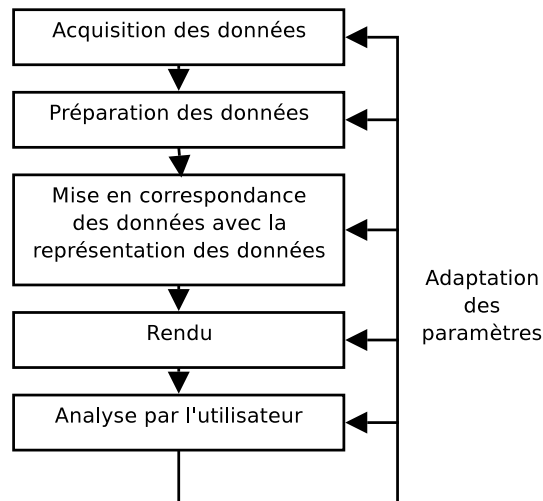 Acquisition des données
Préparation des données
Mise en correspondance
des données avec la
représentation des données
Rendu
Analyse par l'utilisateur
Adaptation
des
paramètres